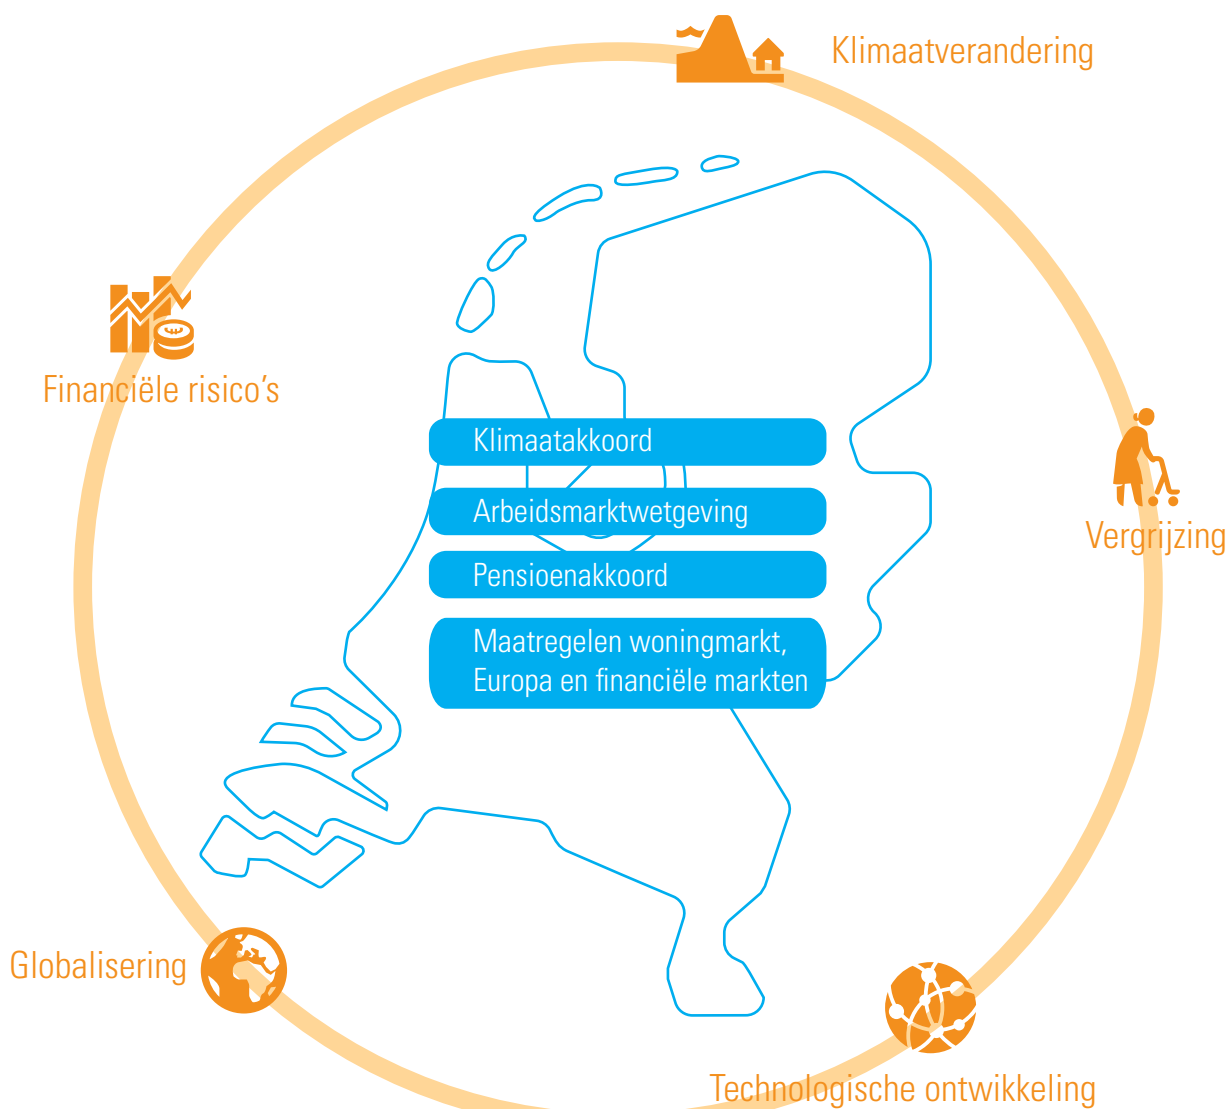 Klimaatverandering
Financiële risico’s
Klimaatakkoord
Arbeidsmarktwetgeving
Vergrijzing
Pensioenakkoord
Maatregelen woningmarkt,
Europa en financiële markten
Globalisering
Technologische ontwikkeling